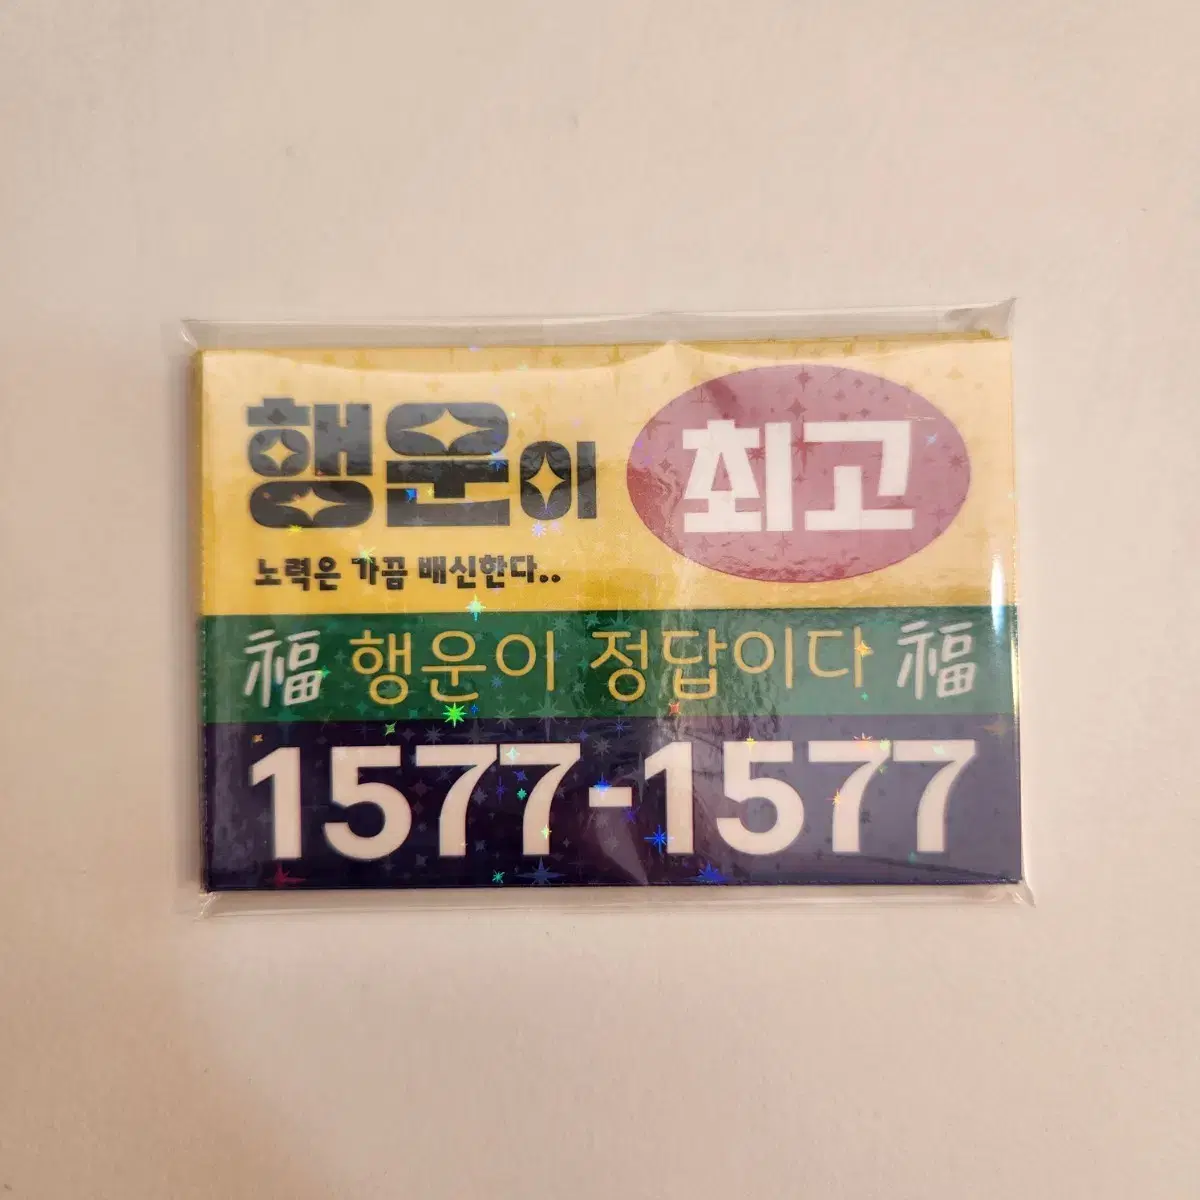 행운이 최고
노력은 가끔 배신한다..
福 행운이 정답이다 福
1577-1577